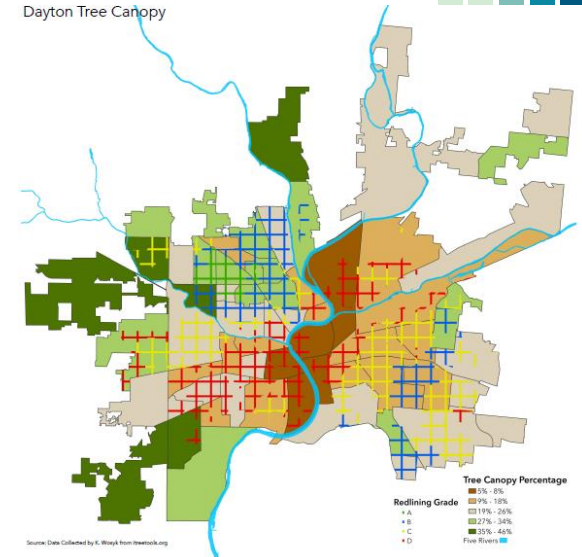 Dayton Tree Canopy
Tree Canopy Percentage
5% - 8%
9% - 18%
19% - 26%
27% - 34%
35% - 46%
Five Rivers
Redlining Grade
A
B
C
D
Source: Data Collected by K. Wosyk from itreetools.org